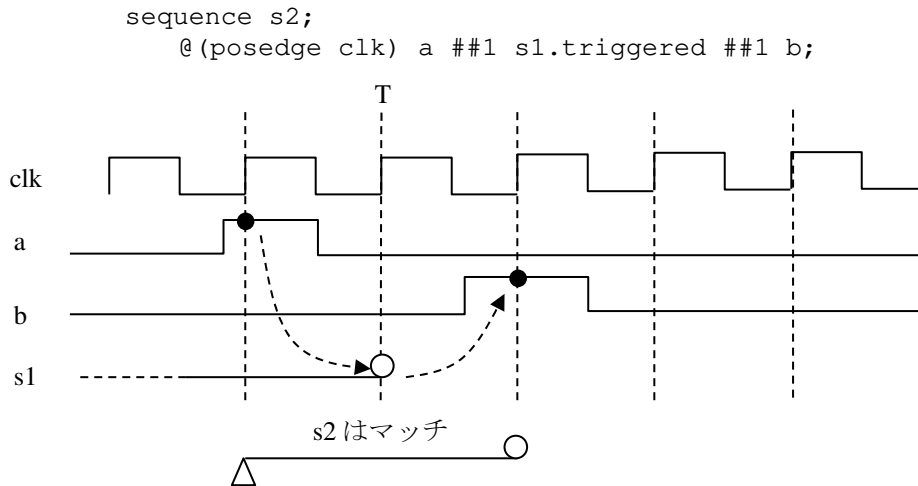 sequence s2;
@(posedge clk) a ##1 s1.triggered ##1 b;
T
clk
a
b
s1
s2 はマッチ